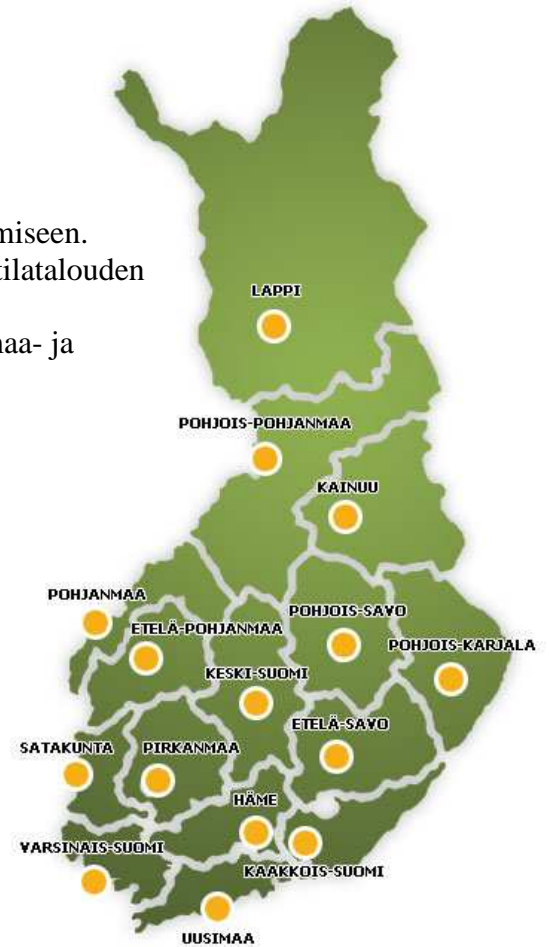 miseen.
tilatalouden
maa- ja
LAPPI
POHJOIS-POHJANMAA
KAINUU
POHJANMAA
ETELÄ-POHJANMAA
POHJOIS-SAVO
POHJOIS-KARJALA
KESKI-SUOMI
ETELÄ-SAVO
SATAKUNTA
PIRKANMAA
HÄME
VARSINAIS-SUOMI
KAAKKOIS-SUOMI
UUSIMAA